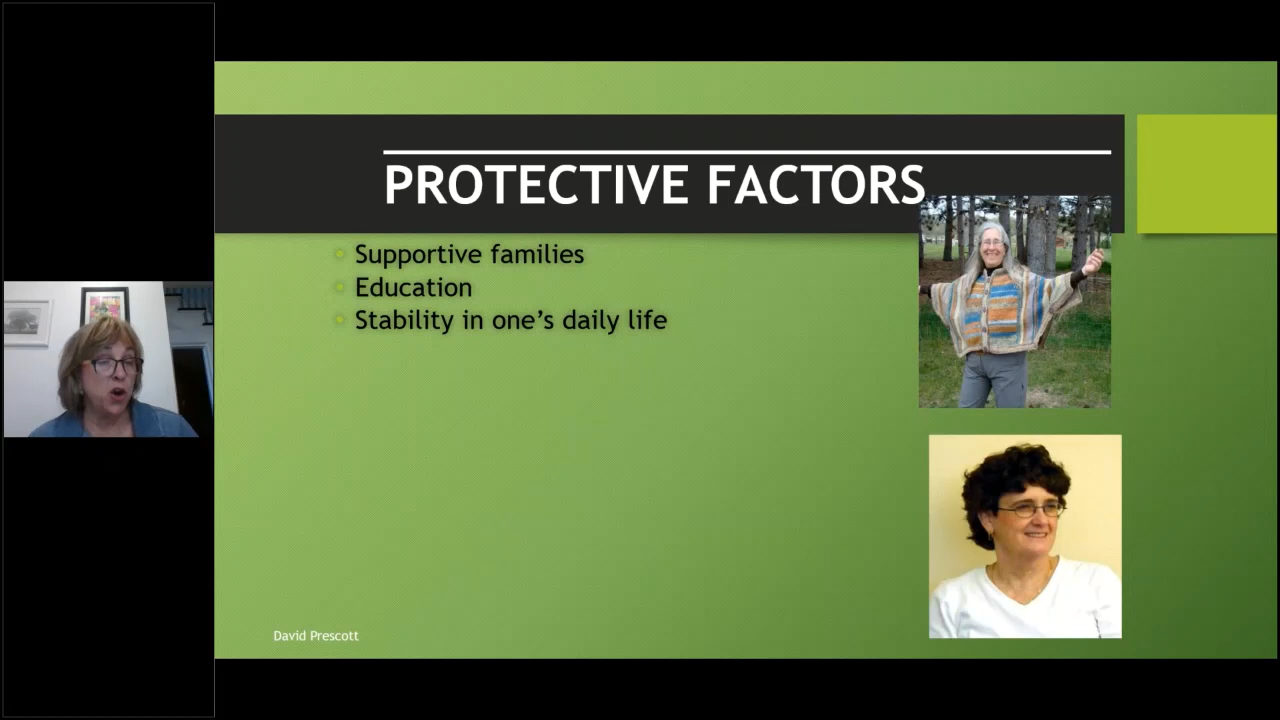 PROTECTIVE FACTORS
Supportive families
Education
Stability in one’s daily life
David Prescott